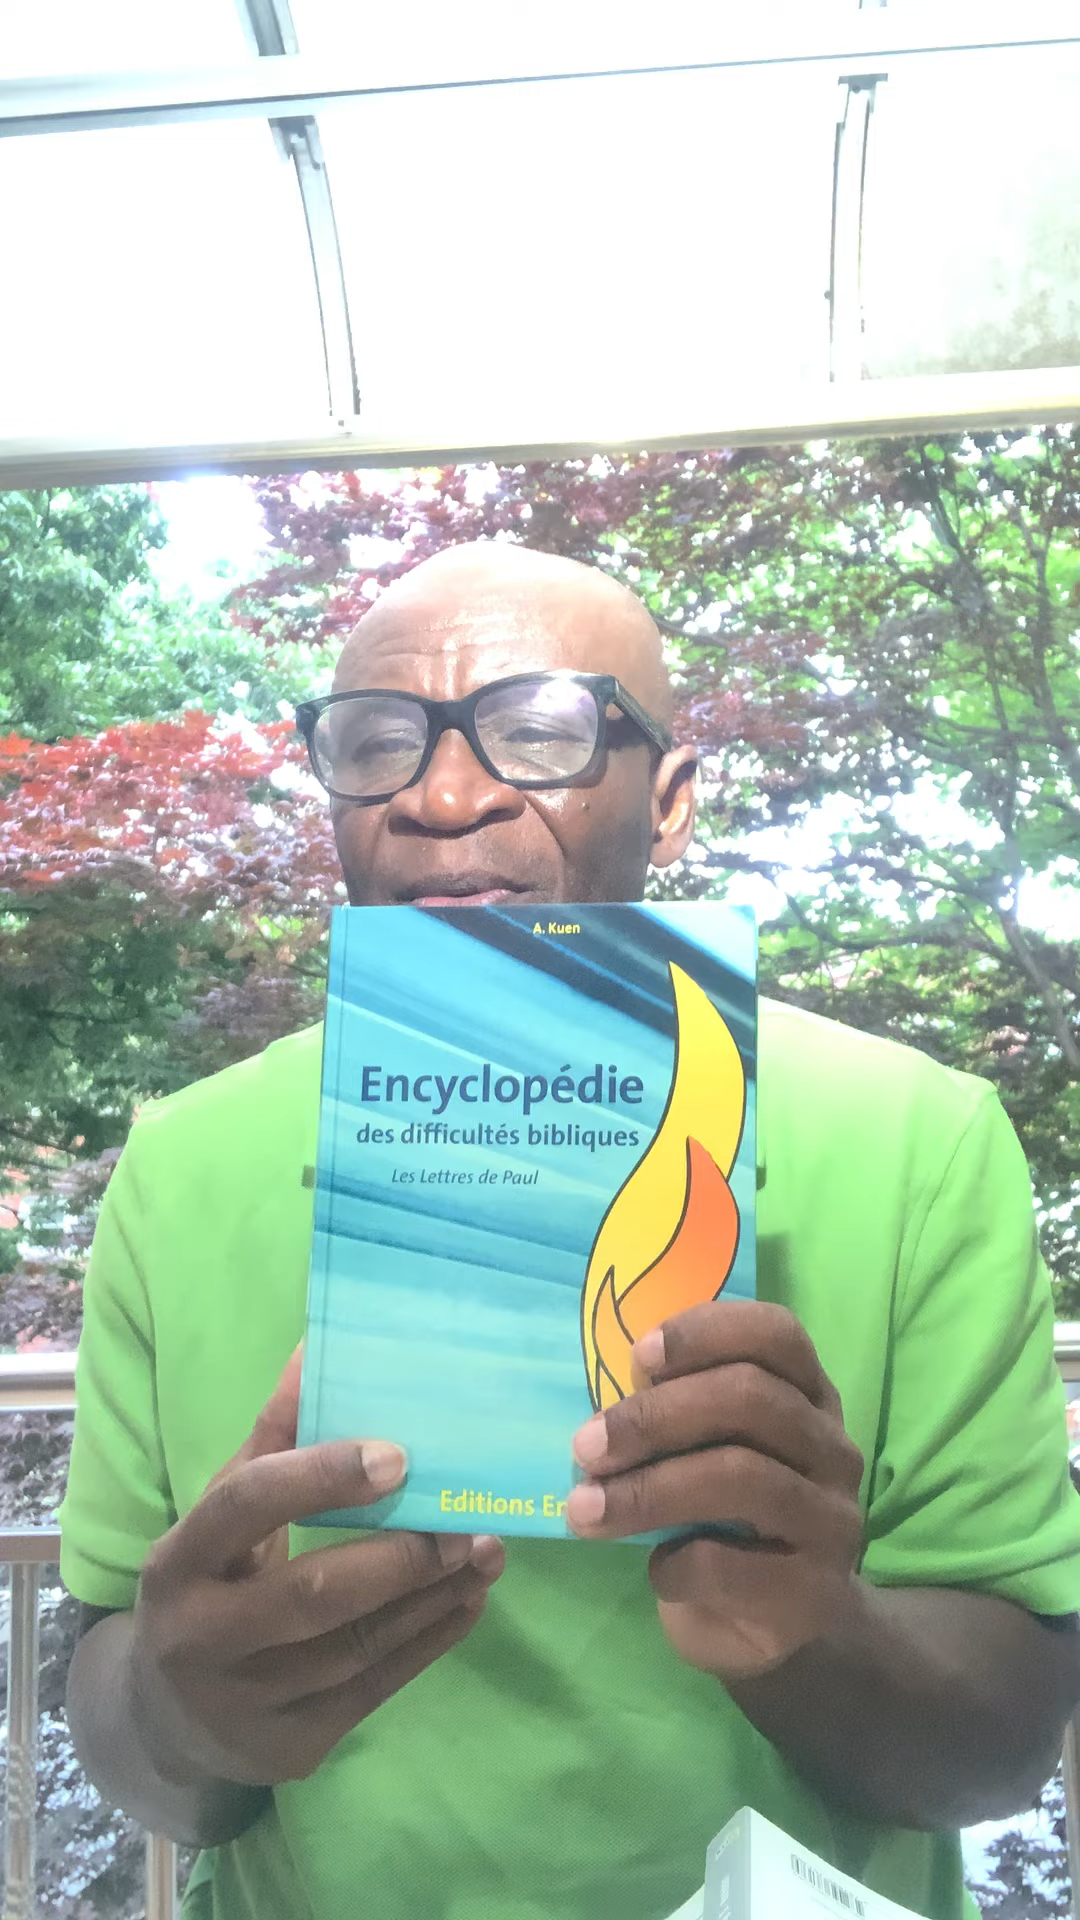 A. Kuen
Encyclopédie
des difficultés bibliques
Les Lettres de Paul
Editions